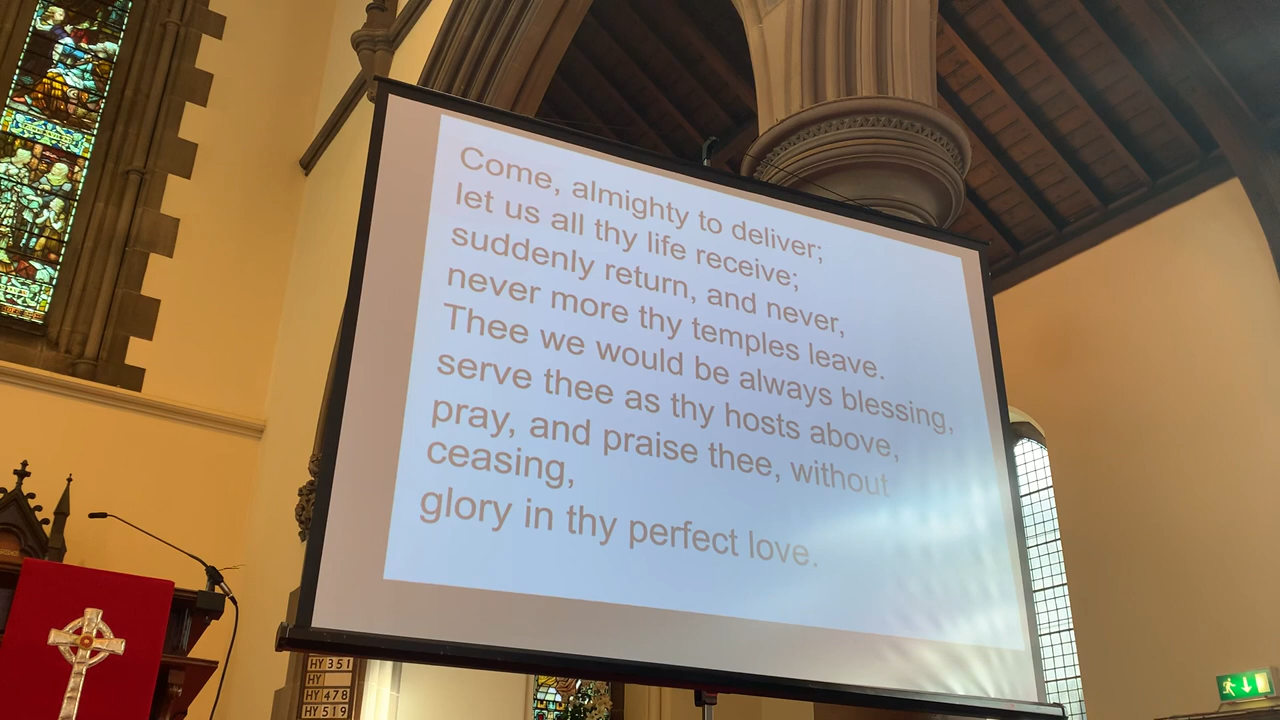 Come, almighty to deliver;
let us all thy life receive;
suddenly return, and never,
never more thy temples leave.
Thee we would be always blessing,
serve thee as thy hosts above,
pray, and praise thee, without
ceasing,
glory in thy perfect love.
HY 351
HY
HY 478
HY 519